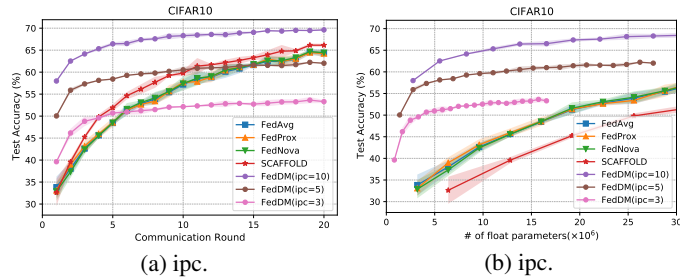 CIFAR10
Test Accuracy (%)
70
65
60
55
50
45
40
35
30
0
5
10
15
20
Communication Round
FedAvg
FedProx
FedNova
SCAFFOLD
FedDM(ipc=10)
FedDM(ipc=5)
FedDM(ipc=3)
(a) ipc.
CIFAR10
Test Accuracy (%)
70
65
60
55
50
45
40
35
30
0
5
10
15
20
25
30
# of float parameters(×10⁶)
FedAvg
FedProx
FedNova
SCAFFOLD
FedDM(ipc=10)
FedDM(ipc=5)
FedDM(ipc=3)
(b) ipc.